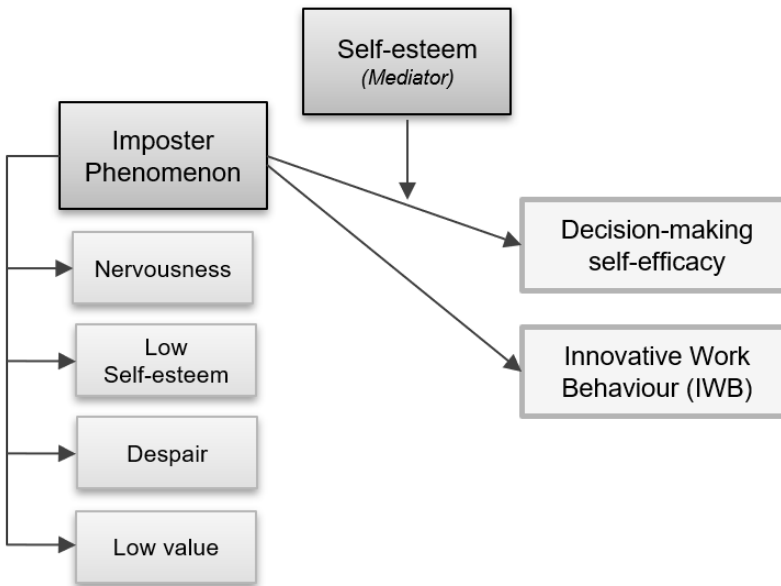 Self-esteem
(Mediator)
Imposter
Phenomenon
Decision-making
self-efficacy
Nervousness
Innovative Work
Behaviour (IWB)
Low
Self-esteem
Despair
Low value